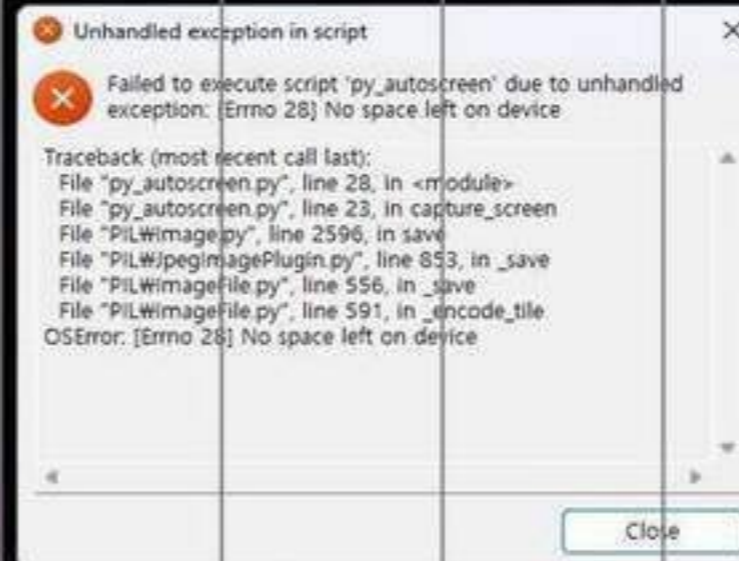 Unhandled exception in script
Failed to execute script 'py_autoscreen' due to unhandled
exception: [Errno 28] No space left on device
Traceback (most recent call last):
File "py_autoscreen.py", line 28, in <module>
File "py_autoscreen.py", line 23, in capture_screen
File "PIL₩Image.py", line 2596, in save
File "PIL₩JpegImagePlugin.py", line 853, in _save
File "PIL₩ImageFile.py", line 556, in _save
File "PIL₩ImageFile.py", line 591, in _encode_tile
OSError: [Errno 28] No space left on device
Close